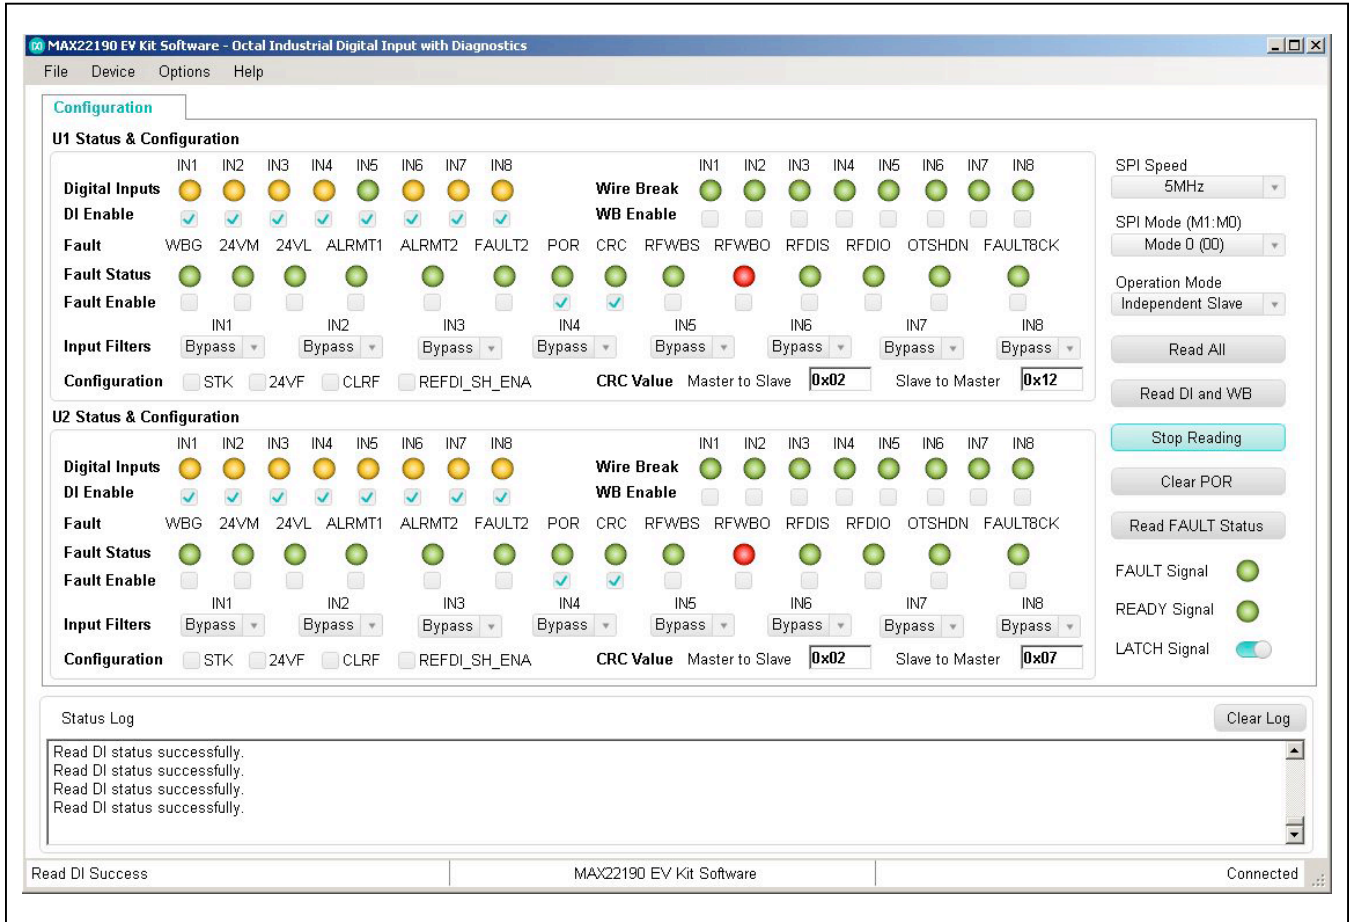 MAX22190 EV Kit Software - Octal Industrial Digital Input with Diagnostics
File Device Options Help
Configuration
U1 Status & Configuration
IN1 IN2 IN3 IN4 IN5 IN6 IN7 IN8 IN1 IN2 IN3 IN4 IN5 IN6 IN7 IN8
Digital Inputs Wire Break
DI Enable WB Enable
Fault WBG 24VM 24VL ALRMT1 ALRMT2 FAULT2 POR CRC RFWBS RFWBO RFDIS RFDIO OTSHDN FAULT8CK
Fault Status
Fault Enable
IN1 IN2 IN3 IN4 IN5 IN6 IN7 IN8
Input Filters Bypass Bypass Bypass Bypass Bypass Bypass Bypass Bypass
Configuration STK 24VF CLRF REFDI_SH_ENA CRC Value Master to Slave 0x02 Slave to Master 0x12
U2 Status & Configuration
IN1 IN2 IN3 IN4 IN5 IN6 IN7 IN8 IN1 IN2 IN3 IN4 IN5 IN6 IN7 IN8
Digital Inputs Wire Break
DI Enable WB Enable
Fault WBG 24VM 24VL ALRMT1 ALRMT2 FAULT2 POR CRC RFWBS RFWBO RFDIS RFDIO OTSHDN FAULT8CK
Fault Status
Fault Enable
IN1 IN2 IN3 IN4 IN5 IN6 IN7 IN8
Input Filters Bypass Bypass Bypass Bypass Bypass Bypass Bypass Bypass
Configuration STK 24VF CLRF REFDI_SH_ENA CRC Value Master to Slave 0x02 Slave to Master 0x07
SPI Speed
5MHz
SPI Mode (M1:M0)
Mode 0 (00)
Operation Mode
Independent Slave
Read All
Read DI and WB
Stop Reading
Clear POR
Read FAULT Status
FAULT Signal
READY Signal
LATCH Signal
Status Log
Clear Log
Read DI status successfully.
Read DI status successfully.
Read DI status successfully.
Read DI status successfully.
Read DI Success MAX22190 EV Kit Software Connected